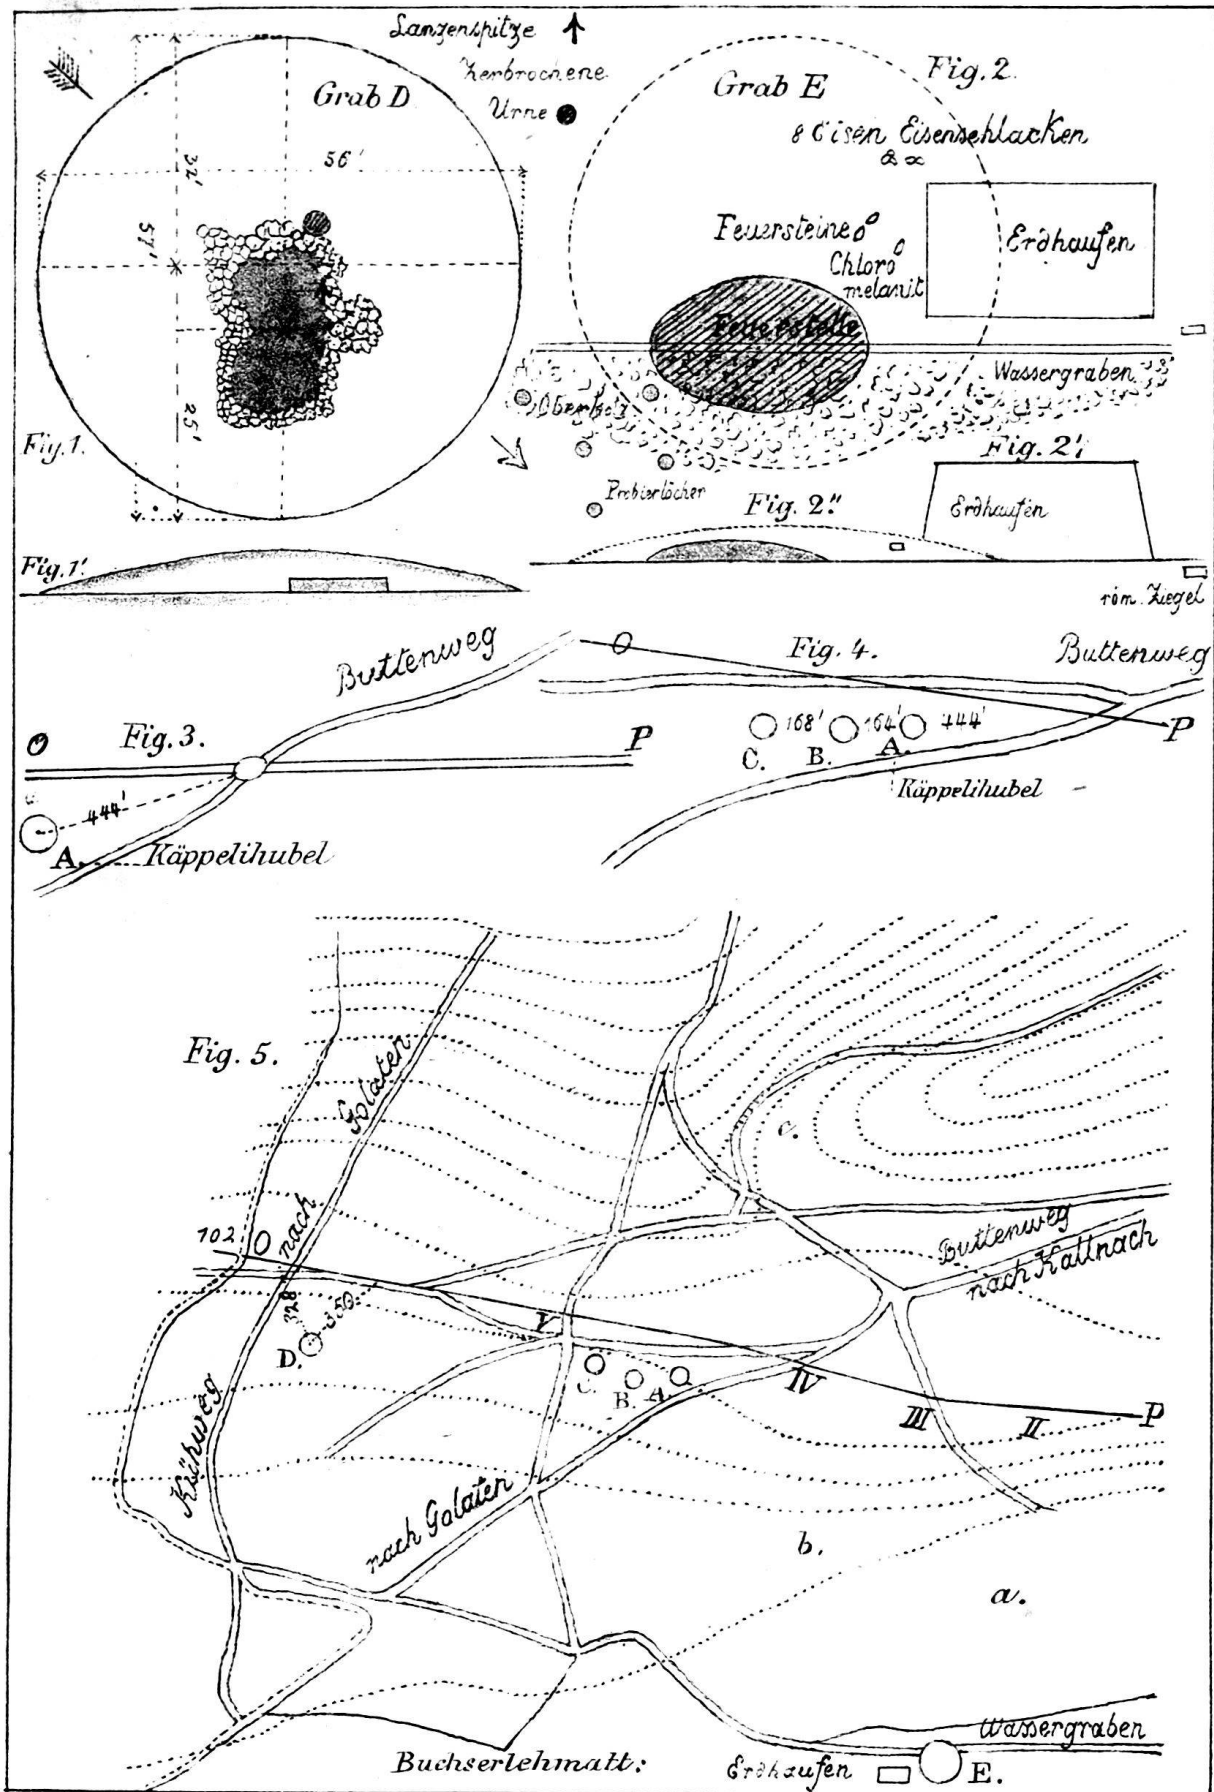 Lanzenspitze
Zerbrochene
Urne
Grab D
56'
32'
57'
25'
Fig. 1.
Fig. 1'.
Grab E
Fig. 2.
8 Eisen Eisenschlacken
Feuersteine
Chloro
melanit
Erdhaufen
Feuerstelle
Wassergraben
Probierlöcher
Fig. 2'.
Fig. 2".
Erdhaufen
röm. Ziegel
Buttenweg
O
Fig. 3.
P
444'
A.
Käppelihubel
O
Fig. 4.
Buttenweg
168'
164'
444'
C.
B.
A.
P
Käppelihubel
Fig. 5.
nach Golaten
c.
102
O
Buttenweg
nach Kallnach
328
350
D.
V
C.
B.
A.
IV
III
II
P
Kühweg
nach Golaten
b.
a.
Wassergraben
Buchserlehmatt:
Erdhaufen
E.